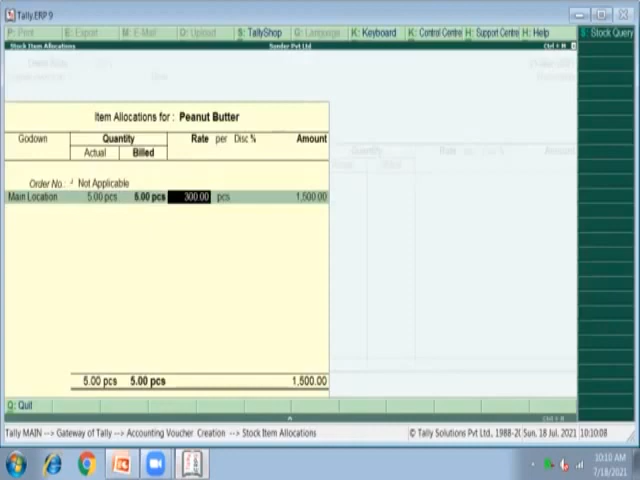 Tally.ERP 9
P: Print E: Export M: E-Mail O: Upload S: TallyShop G: Language K: Keyboard K: Control Centre H: Support Centre H: Help S: Stock Query
Stock Item Allocations Sunder Pvt Ltd Ctrl + M
Item Allocations for : Peanut Butter
Godown Quantity Rate per Disc % Amount
Actual Billed
Order No.: Not Applicable
Main Location 5.00 pcs 5.00 pcs 300.00 pcs 1,500.00
5.00 pcs 5.00 pcs 1,500.00
Q: Quit
Tally MAIN --> Gateway of Tally --> Accounting Voucher Creation --> Stock Item Allocations © Tally Solutions Pvt Ltd., 1988-20 Sun, 18 Jul, 2021 10:10:08
10:10 AM
7/18/2021